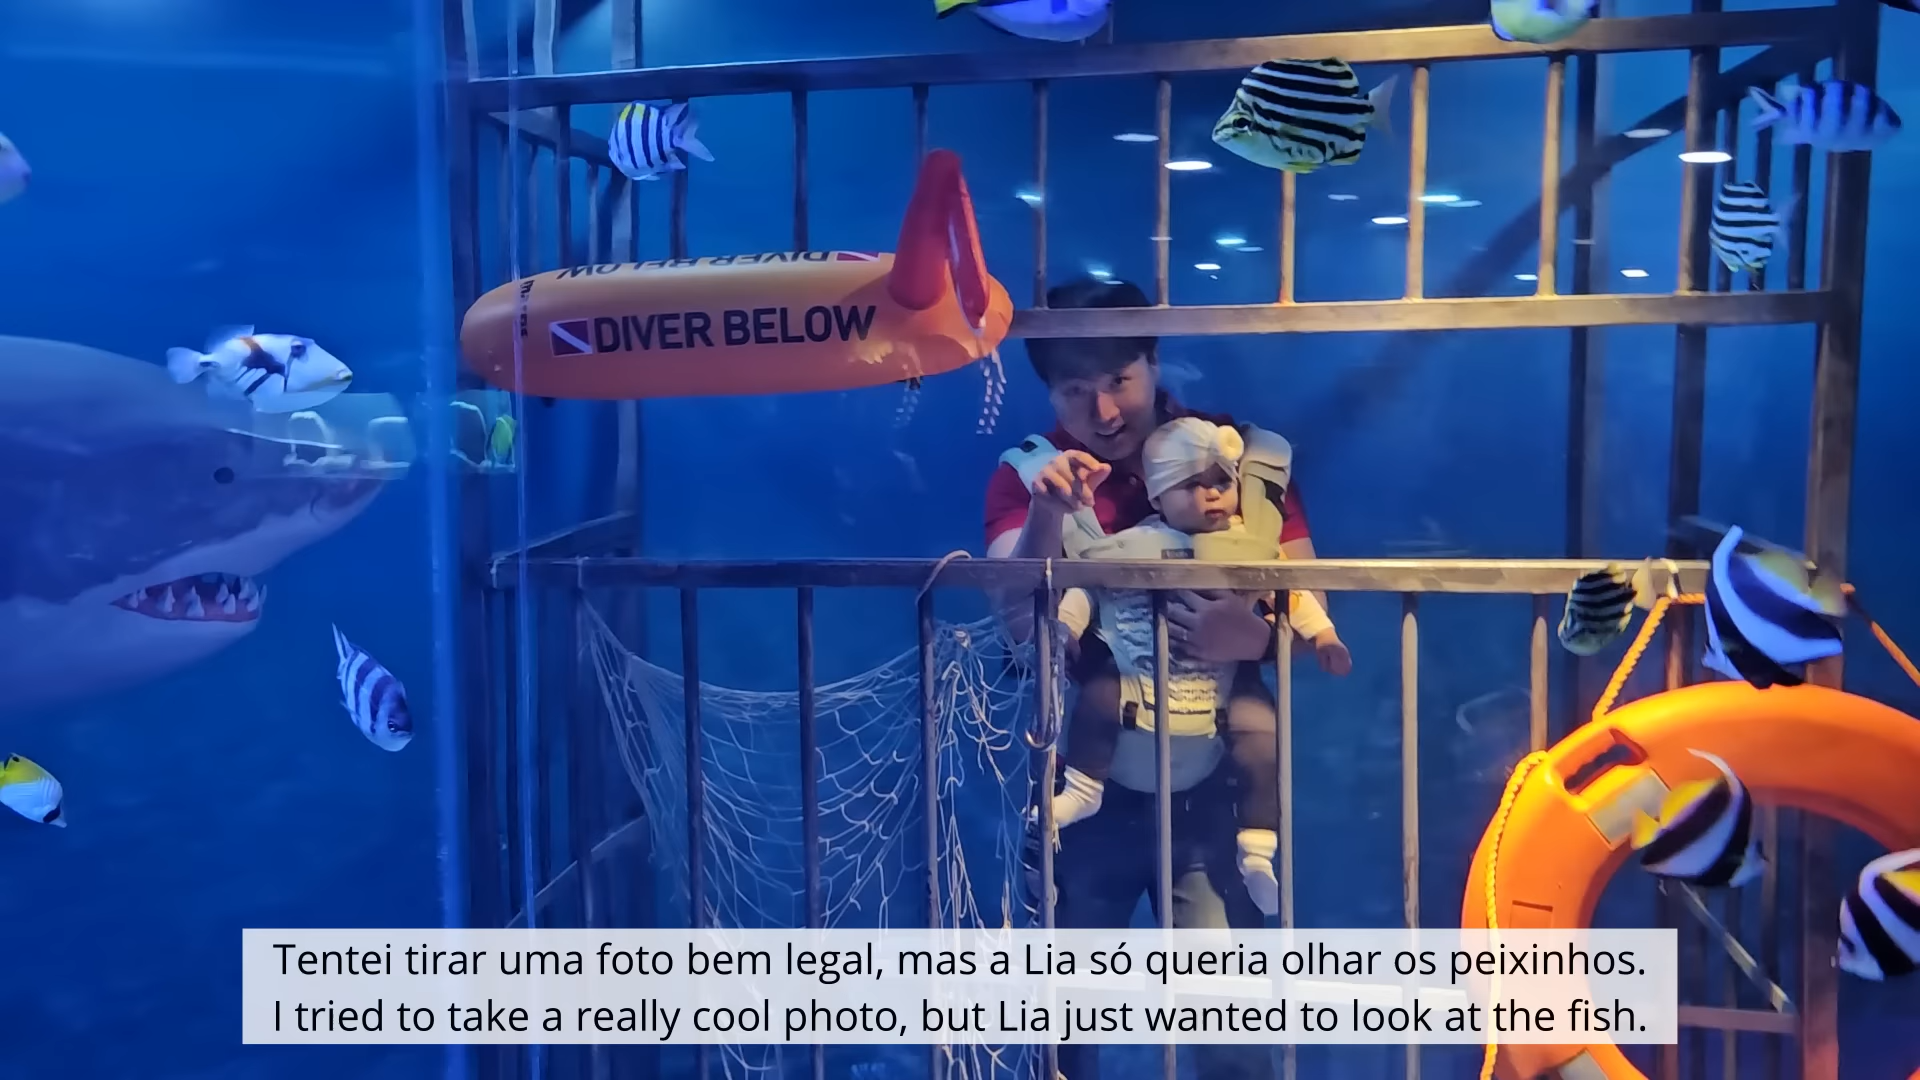 DIVER BELOW
DIVER BELOW
Tentei tirar uma foto bem legal, mas a Lia só queria olhar os peixinhos.
I tried to take a really cool photo, but Lia just wanted to look at the fish.